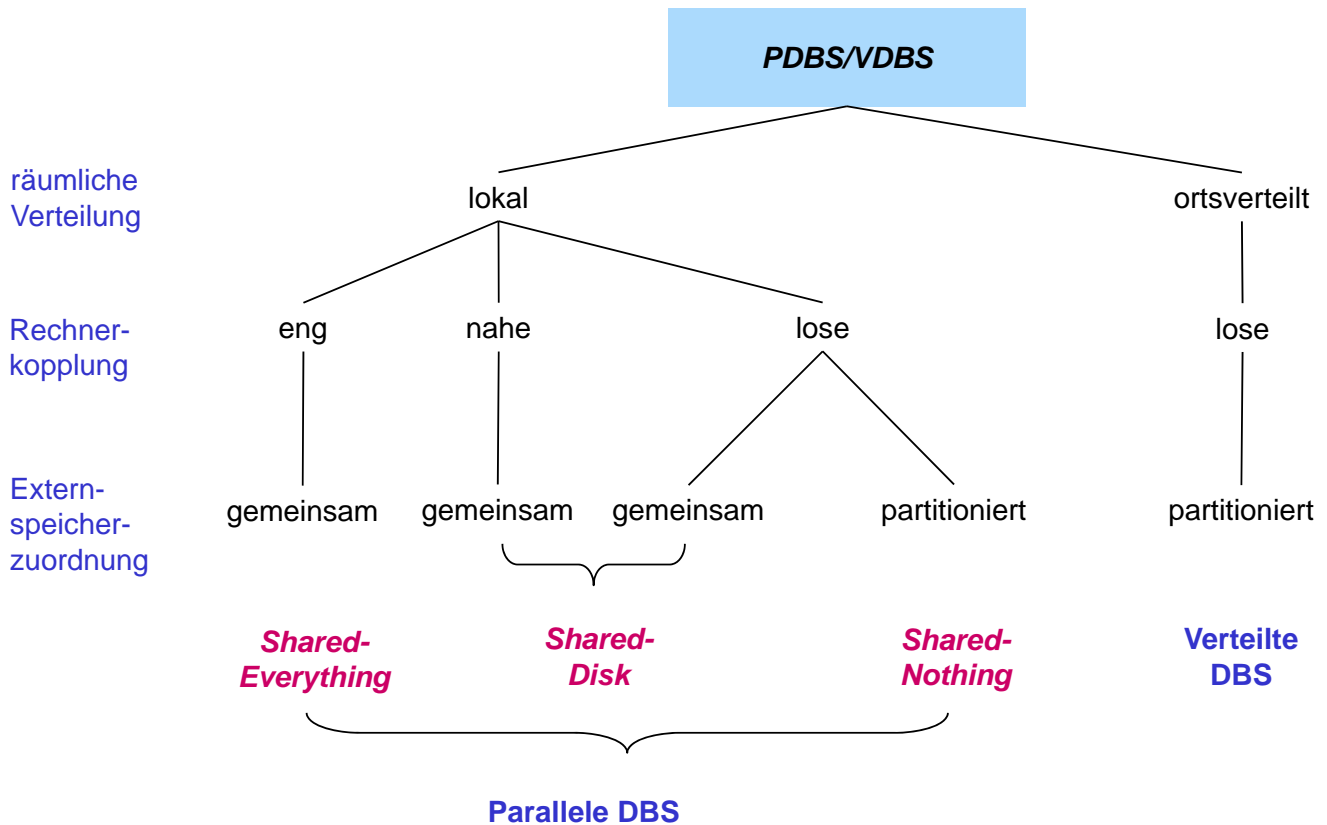 PDBS/VDBS
räumliche
Verteilung
lokal
ortsverteilt
Rechner-
kopplung
eng
nahe
lose
lose
Extern-
speicher-
zuordnung
gemeinsam
gemeinsam
gemeinsam
partitioniert
partitioniert
Shared-
Everything
Shared-
Disk
Shared-
Nothing
Verteilte
DBS
Parallele DBS